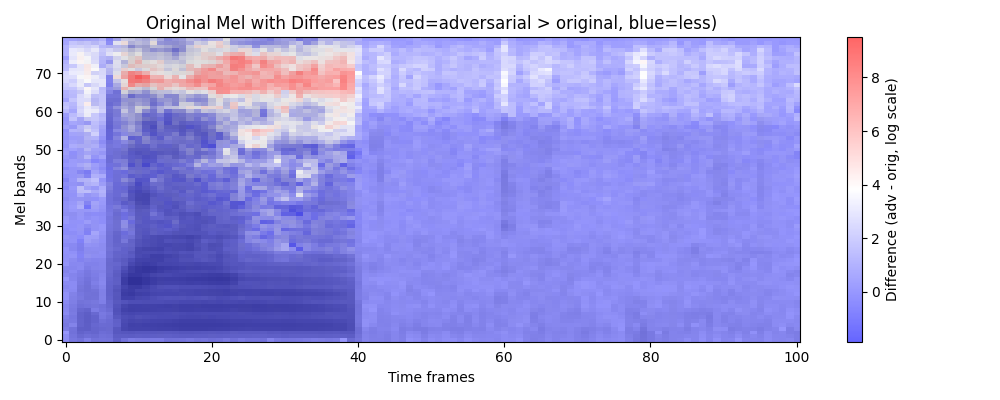 Original Mel with Differences (red=adversarial > original, blue=less)
Mel bands
70
60
50
40
30
20
10
0
0 20 40 60 80 100
Time frames
8
6
4
2
0
Difference (adv - orig, log scale)